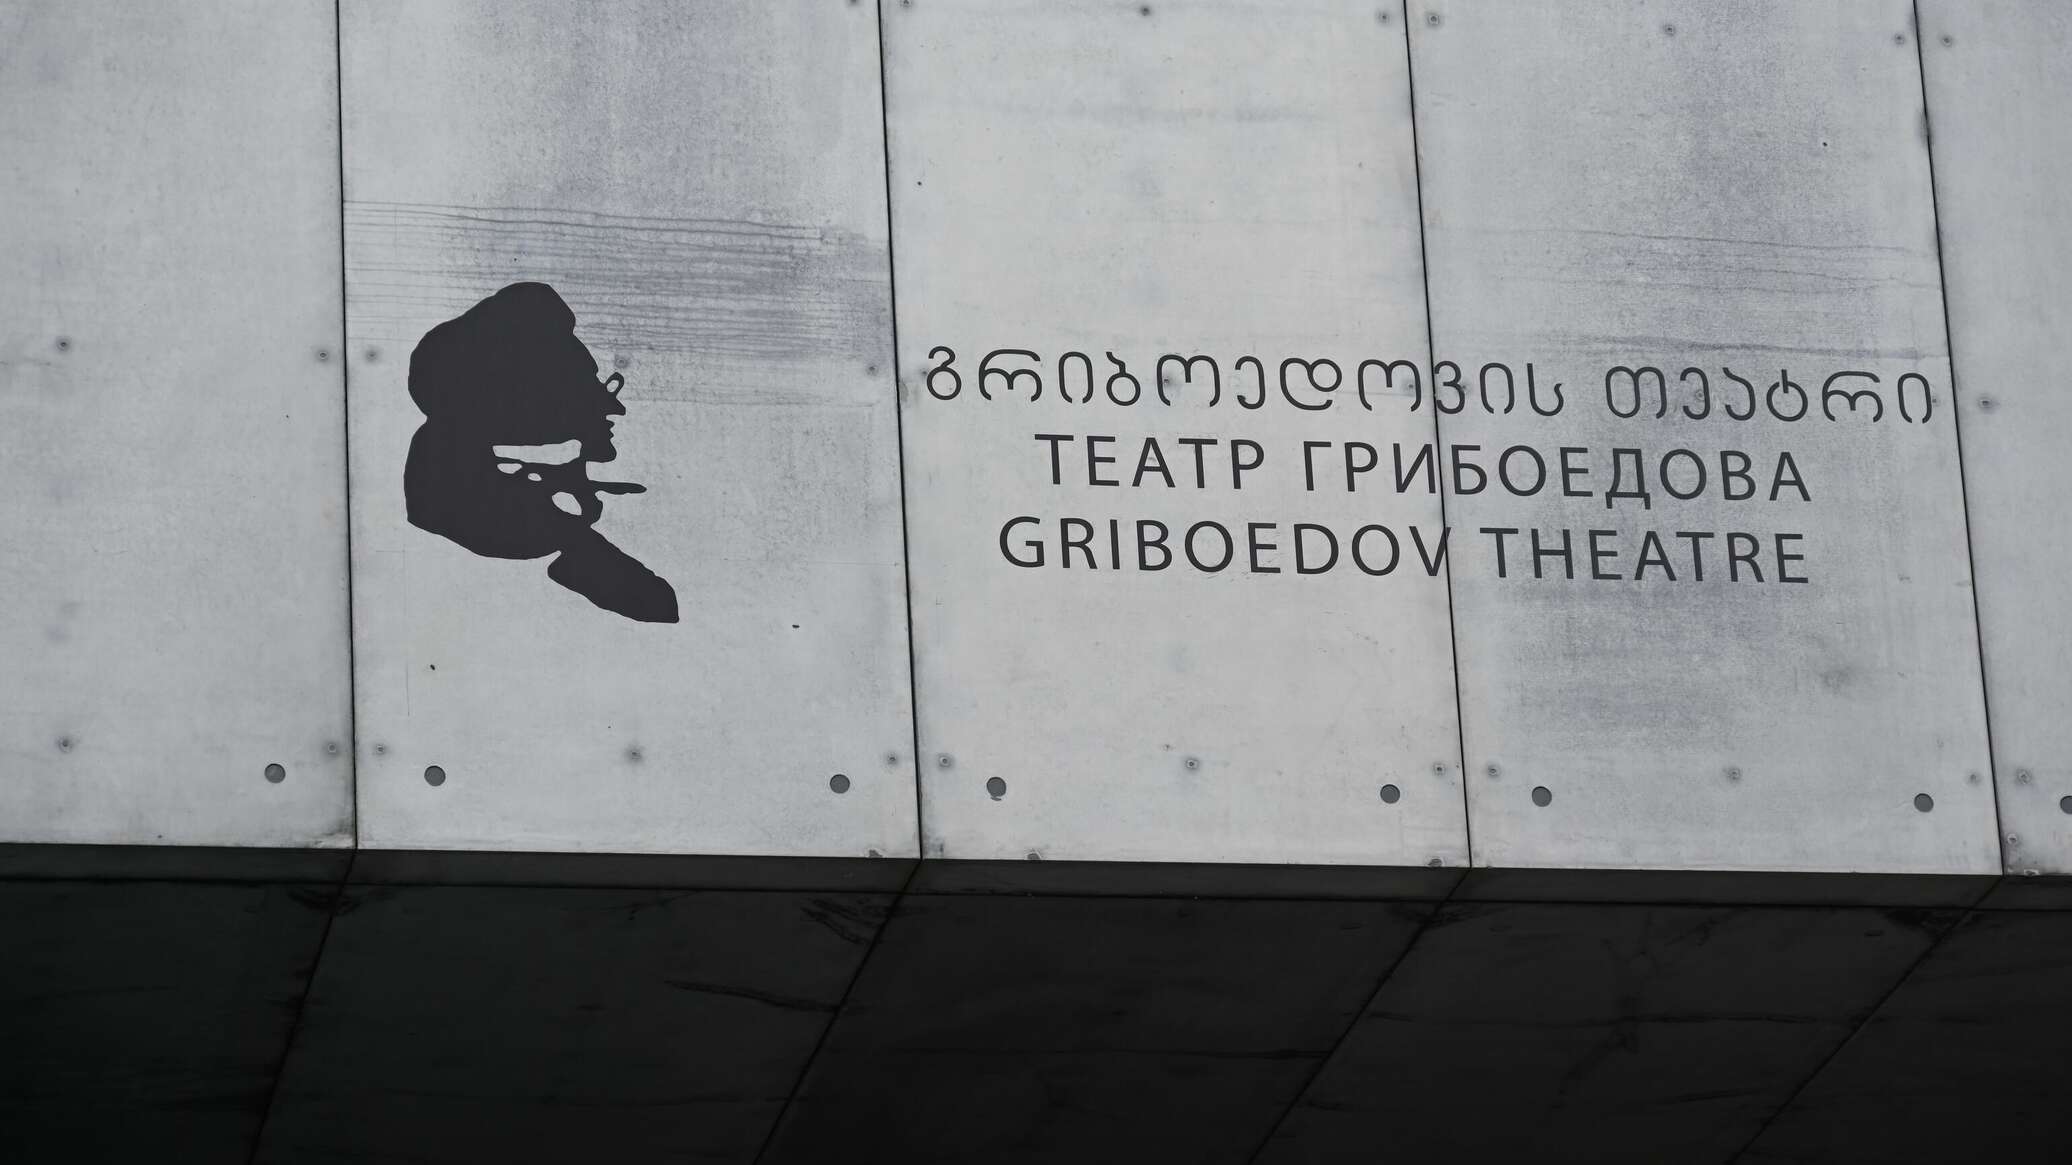 გრიბოედოვის თეატრი
ТЕАТР ГРИБОЕДОВА
GRIBOEDOV THEATRE